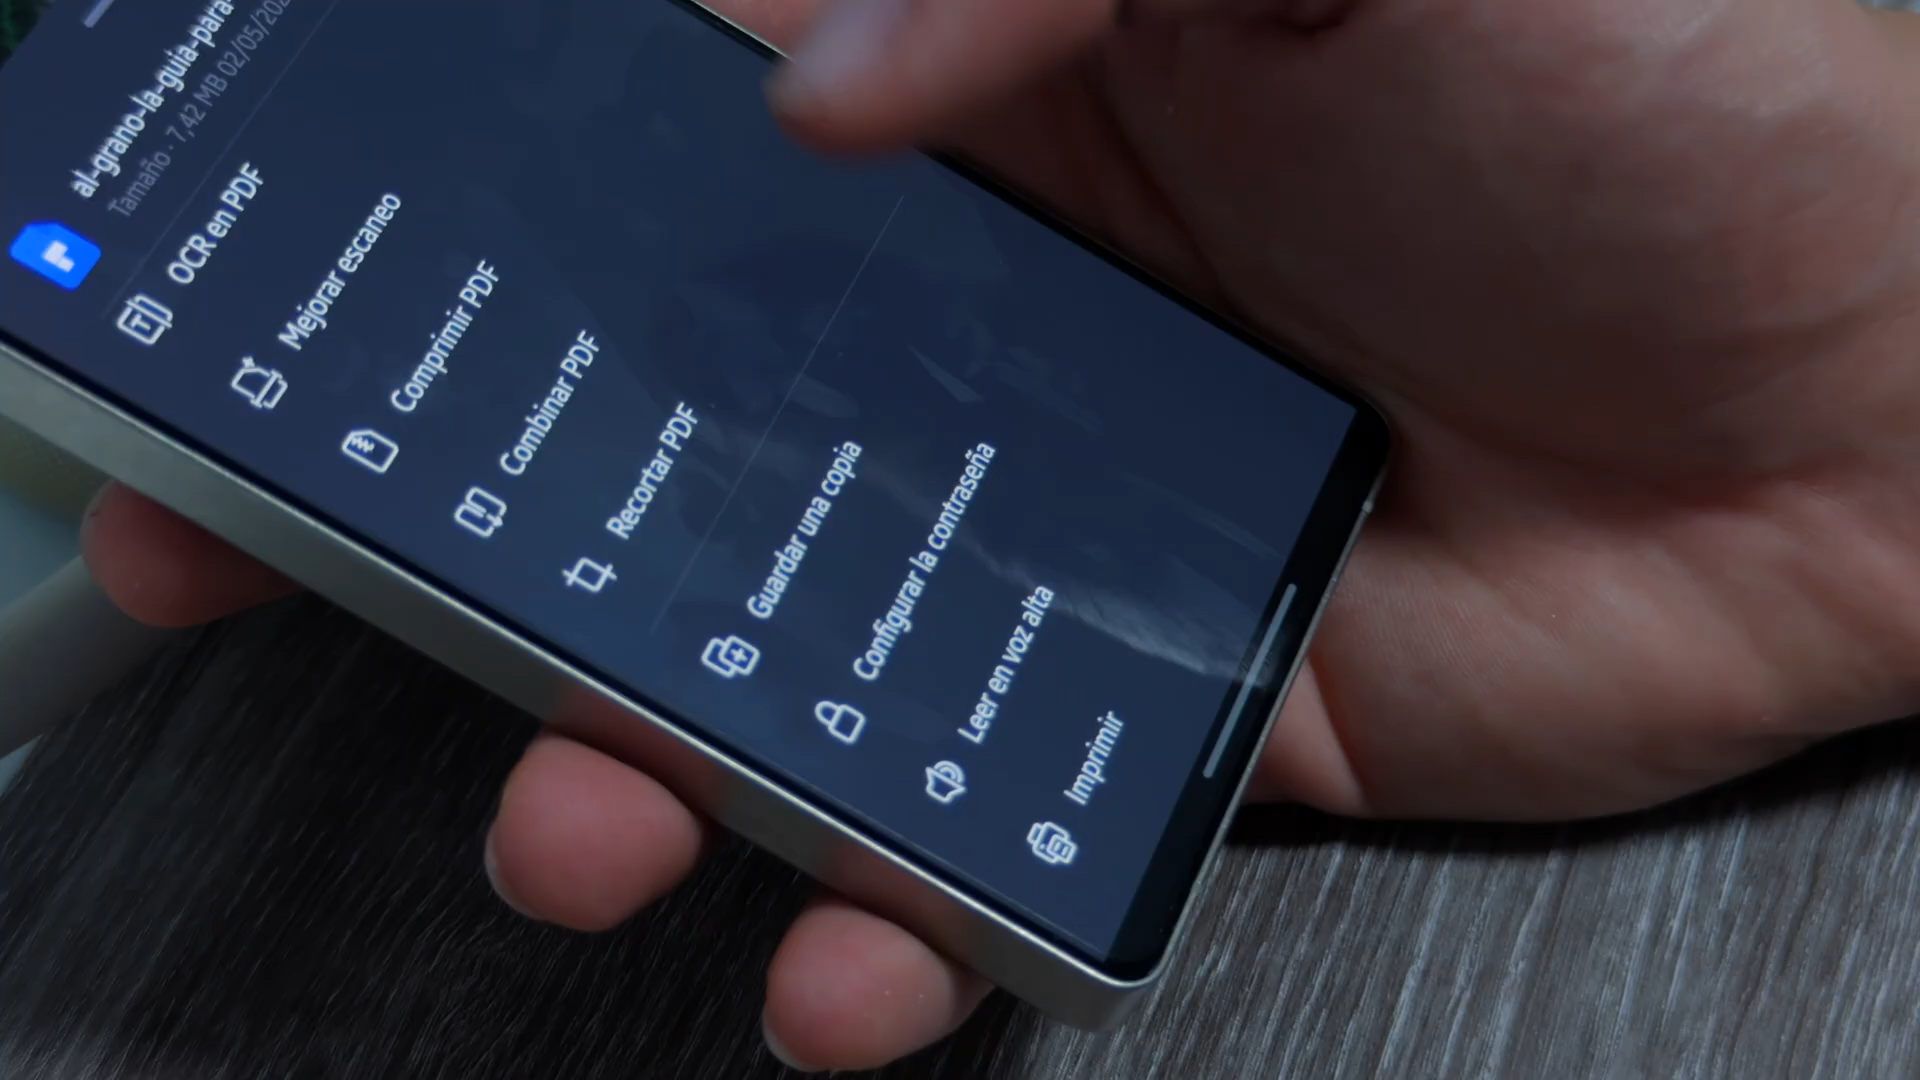 al-grano-la-guia-para-
Tamaño · 7,42 MB 02/05/202
OCR en PDF
Mejorar escaneo
Comprimir PDF
Combinar PDF
Recortar PDF
Guardar una copia
Configurar la contraseña
Leer en voz alta
Imprimir